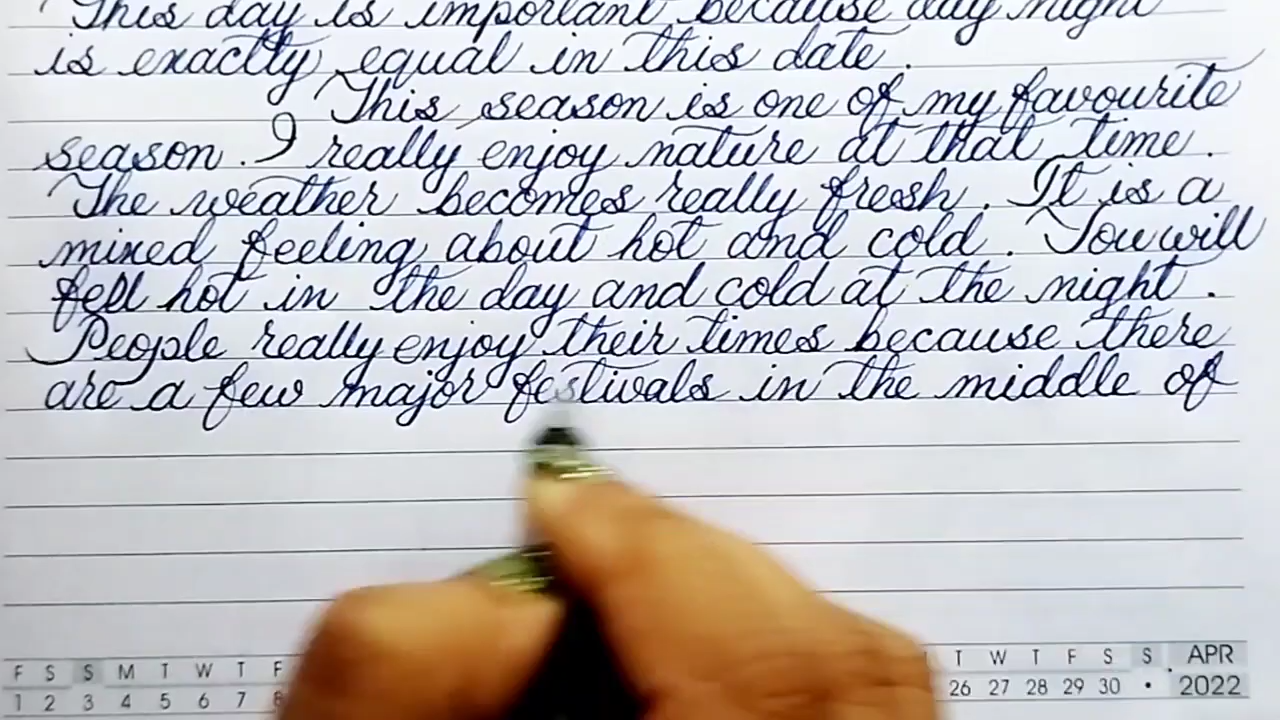 This day is important because day night
is exactly equal in this date.
This season is one of my favourite
season. I really enjoy nature at that time.
The weather becomes really fresh. It is a
mixed feeling about hot and cold. You will
fell hot in the day and cold at the night.
People really enjoy their times because there
are a few major festivals in the middle of
F S S M T W T F T W T F S S APR
1 2 3 4 5 6 7 8 26 27 28 29 30 • 2022